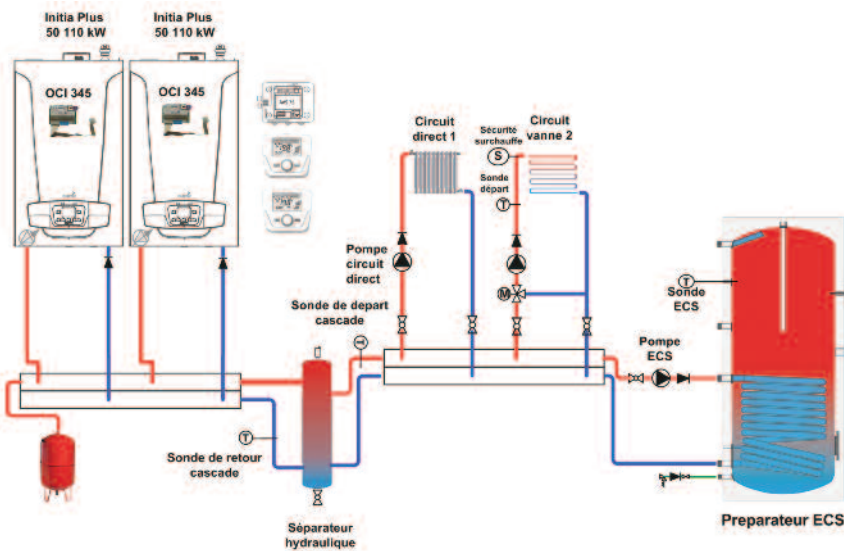 Initia Plus
50 110 kW
Initia Plus
50 110 kW
OCI 345
OCI 345
Circuit
direct 1
Sécurité
surchauffe
Circuit
vanne 2
S
Sonde
départ
T
Pompe
circuit
direct
M
T
Sonde
ECS
Sonde de depart
cascade
T
Pompe
ECS
T
Sonde de retour
cascade
Séparateur
hydraulique
Preparateur ECS